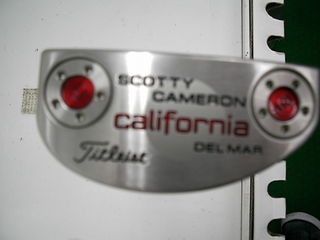 SCOTTY
CAMERON
california
Titleist
DEL MAR